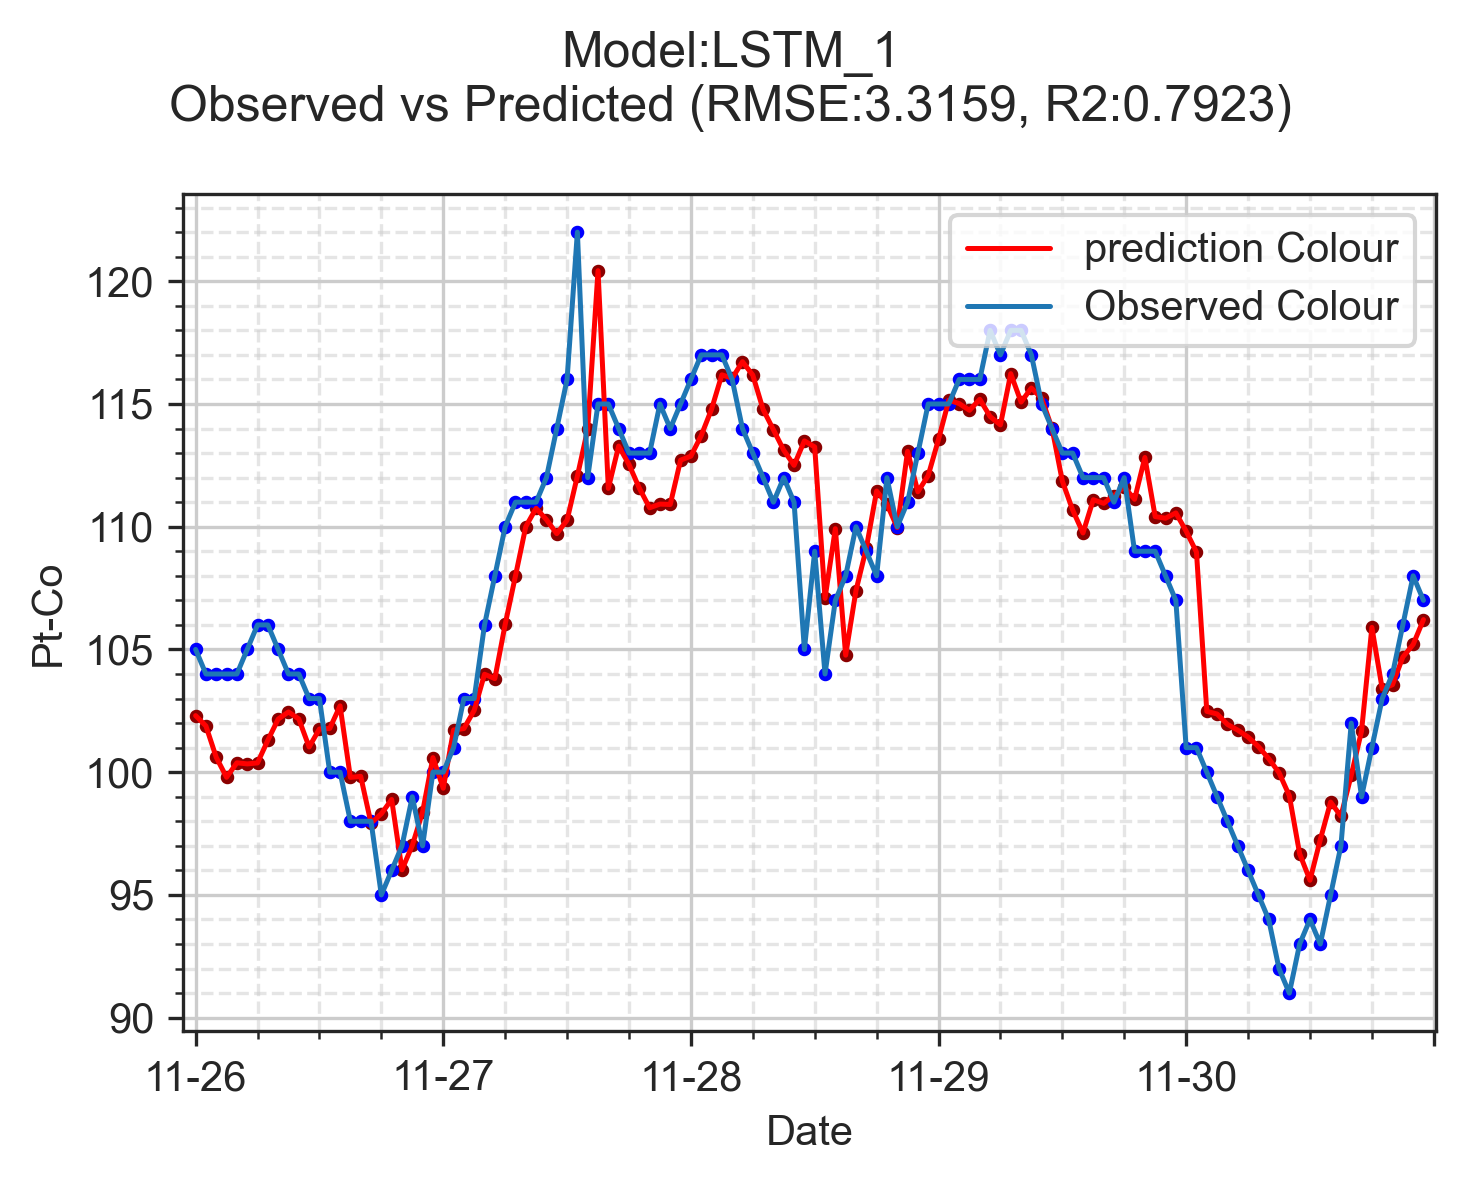 Model:LSTM_1
Observed vs Predicted (RMSE:3.3159, R2:0.7923)
prediction Colour
Observed Colour
120
115
110
105
100
95
90
Pt-Co
11-26 11-27 11-28 11-29 11-30
Date